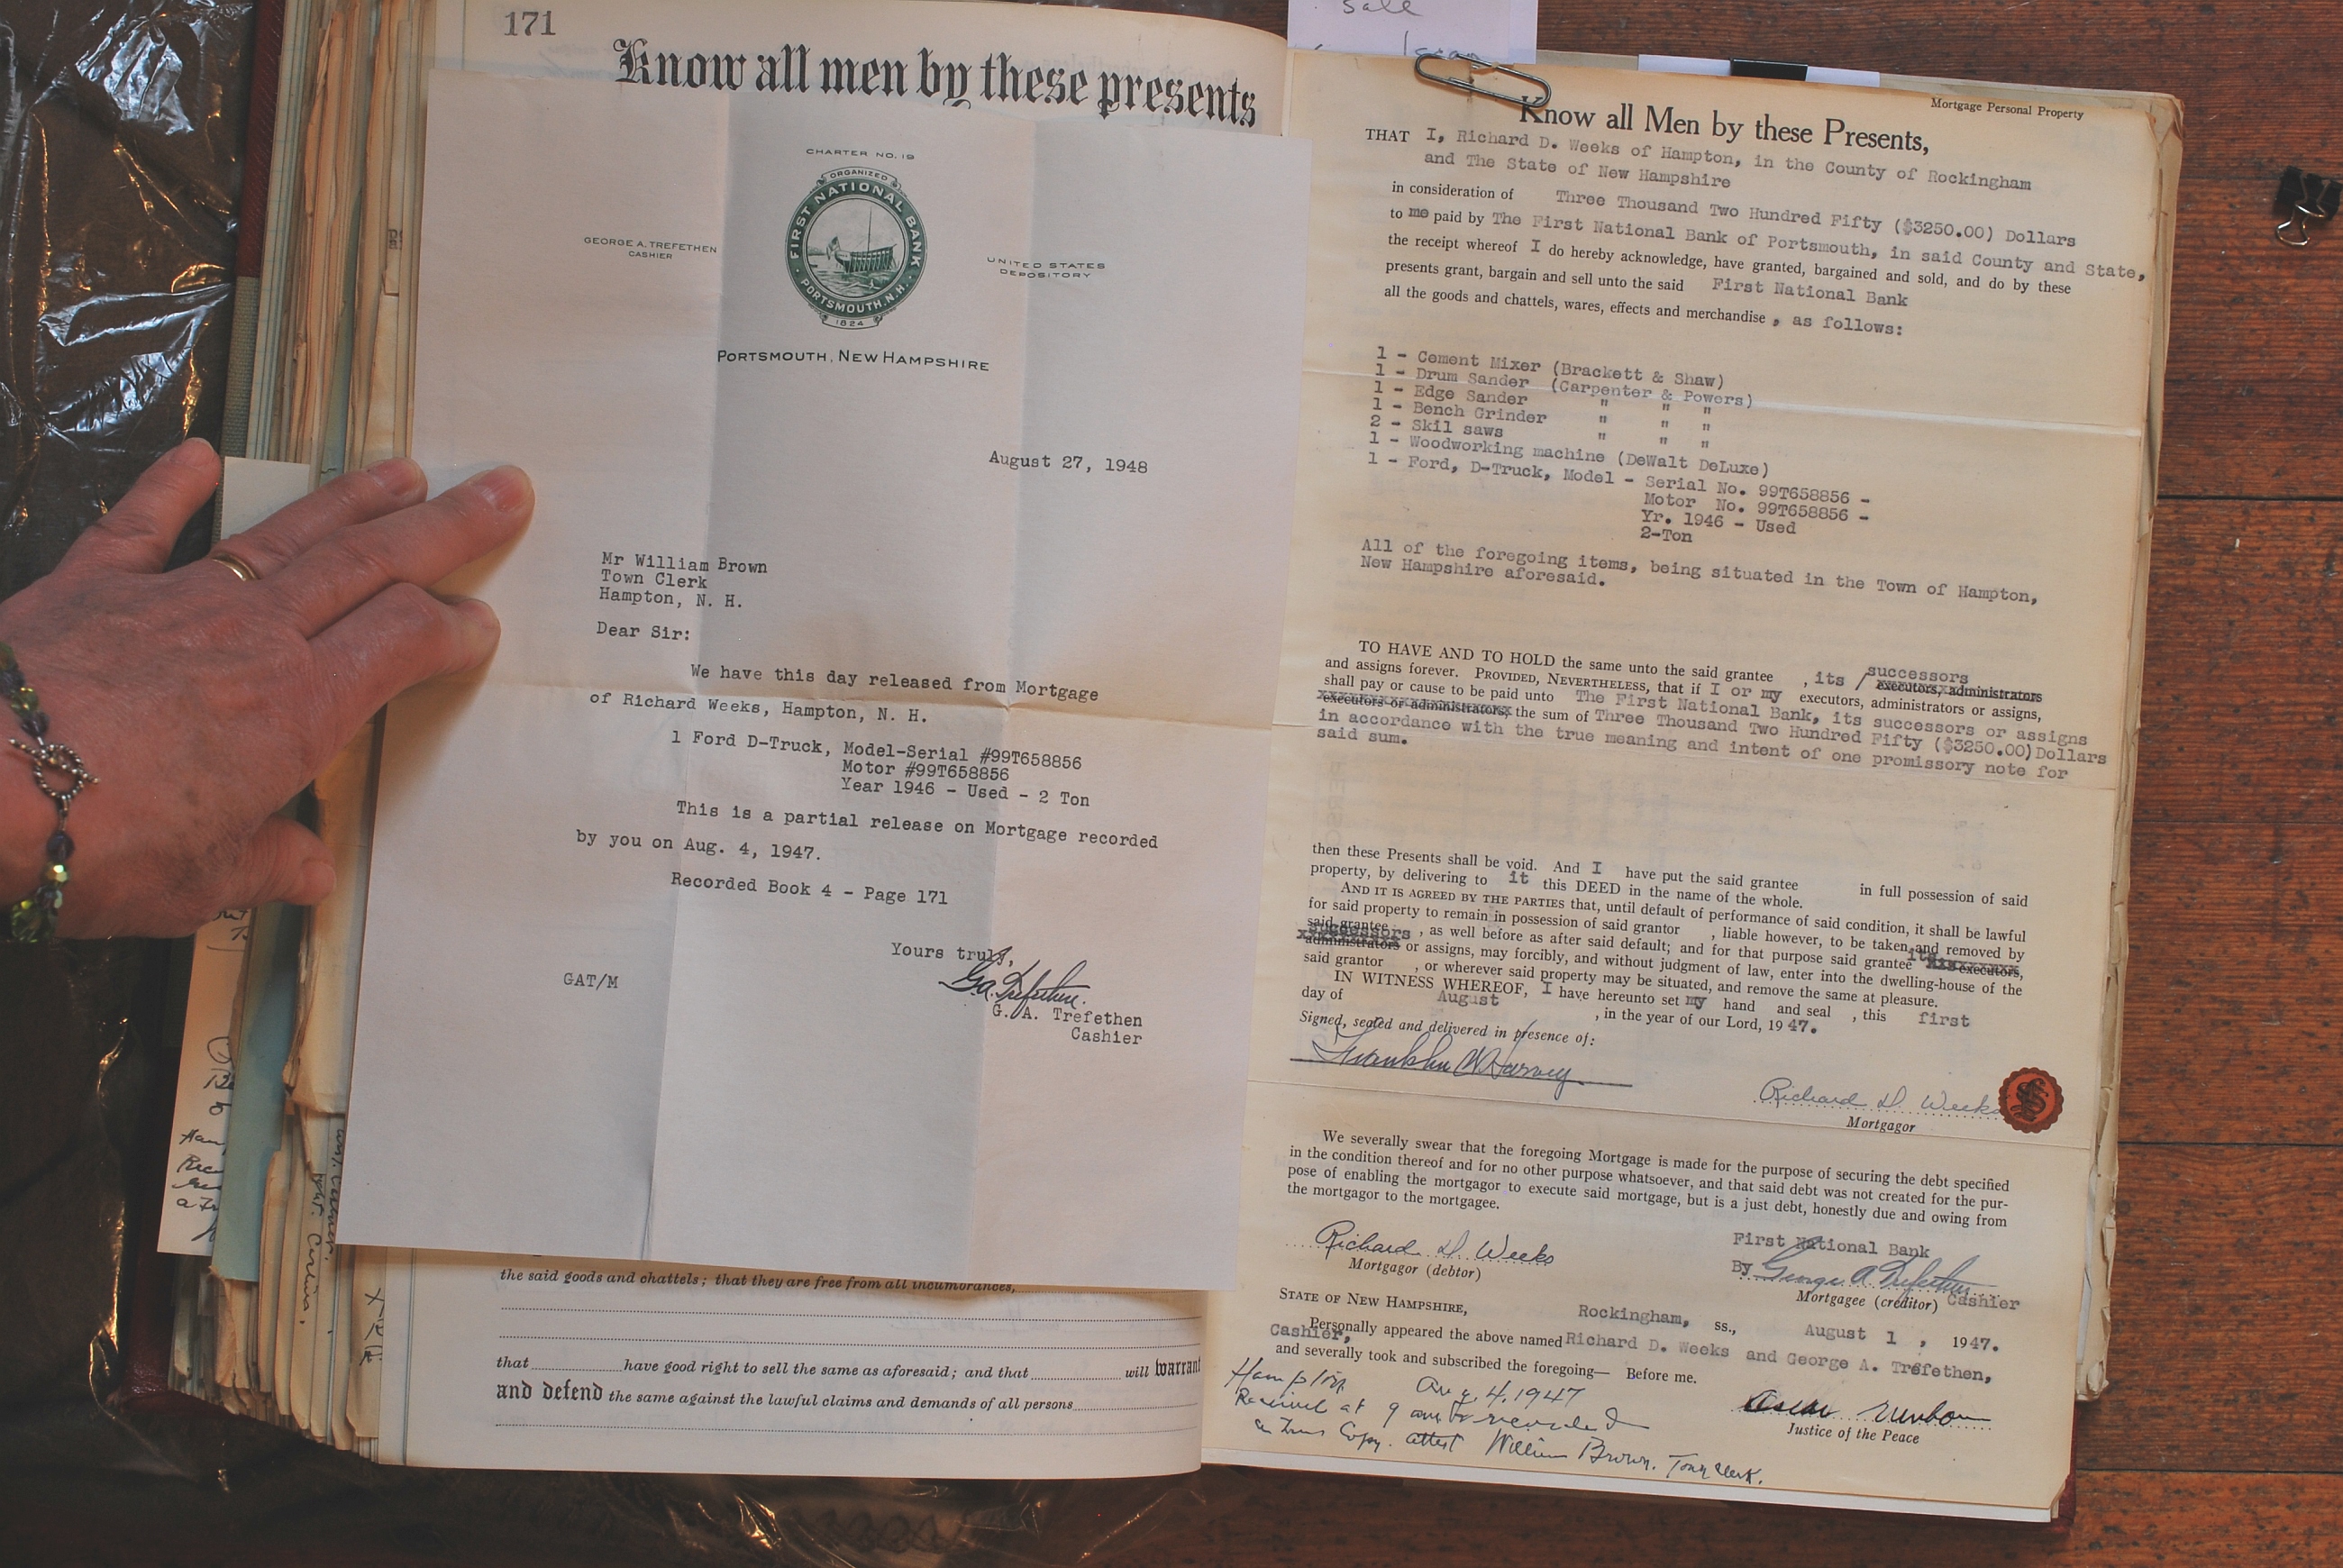 171
Know all men by these presents
CHARTER NO. 19
ORGANIZED
FIRST NATIONAL BANK
PORTSMOUTH, N.H.
1824
GEORGE A. TREFETHEN
CASHIER
UNITED STATES
DEPOSITORY
PORTSMOUTH, NEW HAMPSHIRE
August 27, 1948
Mr William Brown
Town Clerk
Hampton, N. H.
Dear Sir:
We have this day released from Mortgage
of Richard Weeks, Hampton, N. H.
1 Ford D-Truck, Model-Serial #99T658856
Motor #99T658856
Year 1946 - Used - 2 Ton
This is a partial release on Mortgage recorded
by you on Aug. 4, 1947.
Recorded Book 4 - Page 171
Yours truly,
G.A. Trefethen
GAT/M
G. A. Trefethen
Cashier
the said goods and chattels; that they are free from all incumbrances,
that have good right to sell the same as aforesaid; and that will warrant
and defend the same against the lawful claims and demands of all persons
Sale
Mortgage Personal Property
Know all Men by these Presents,
THAT I, Richard D. Weeks of Hampton, in the County of Rockingham
and The State of New Hampshire
in consideration of Three Thousand Two Hundred Fifty ($3250.00) Dollars
to me paid by The First National Bank of Portsmouth, in said County and State,
the receipt whereof I do hereby acknowledge, have granted, bargained and sold, and do by these
presents grant, bargain and sell unto the said First National Bank
all the goods and chattels, wares, effects and merchandise, as follows:
1 - Cement Mixer (Brackett & Shaw)
1 - Drum Sander (Carpenter & Powers)
1 - Edge Sander " " "
1 - Bench Grinder " " "
2 - Skil saws " " "
1 - Woodworking machine (DeWalt DeLuxe)
1 - Ford, D-Truck, Model - Serial No. 99T658856 -
Motor No. 99T658856 -
Yr. 1946 - Used
2-Ton
All of the foregoing items, being situated in the Town of Hampton,
New Hampshire aforesaid.
TO HAVE AND TO HOLD the same unto the said grantee , its / successors executors, administrators
and assigns forever. PROVIDED, NEVERTHELESS, that if I or my executors, administrators or assigns,
shall pay or cause to be paid unto The First National Bank, its successors or assigns
executors or administrators, the sum of Three Thousand Two Hundred Fifty ($3250.00)Dollars
in accordance with the true meaning and intent of one promissory note for
said sum.
then these Presents shall be void. And I have put the said grantee in full possession of said
property, by delivering to it this DEED in the name of the whole.
AND IT IS AGREED BY THE PARTIES that, until default of performance of said condition, it shall be lawful
for said property to remain in possession of said grantor , liable however, to be taken and removed by
said grantee , as well before as after said default; and for that purpose said grantee its his executors,
successors administrators or assigns, may forcibly, and without judgment of law, enter into the dwelling-house of the
said grantor , or wherever said property may be situated, and remove the same at pleasure.
IN WITNESS WHEREOF, I have hereunto set my hand and seal , this first
day of August , in the year of our Lord, 1947.
Signed, sealed and delivered in presence of:
Franklin W Harvey
Richard D. Weeks
Mortgagor
We severally swear that the foregoing Mortgage is made for the purpose of securing the debt specified
in the condition thereof and for no other purpose whatsoever, and that said debt was not created for the pur-
pose of enabling the mortgagor to execute said mortgage, but is a just debt, honestly due and owing from
the mortgagor to the mortgagee.
Richard D. Weeks
Mortgagor (debtor)
First National Bank
By George A Trefethen
Mortgagee (creditor) Cashier
STATE OF NEW HAMPSHIRE,
Rockingham, ss., August 1 , 1947.
Personally appeared the above named Richard D. Weeks and George A. Trefethen,
Cashier,
and severally took and subscribed the foregoing— Before me.
Justice of the Peace
Hampton Aug, 4, 1947
Received at 9 am & recorded
a True Copy. attest William Brown. Town Clerk.